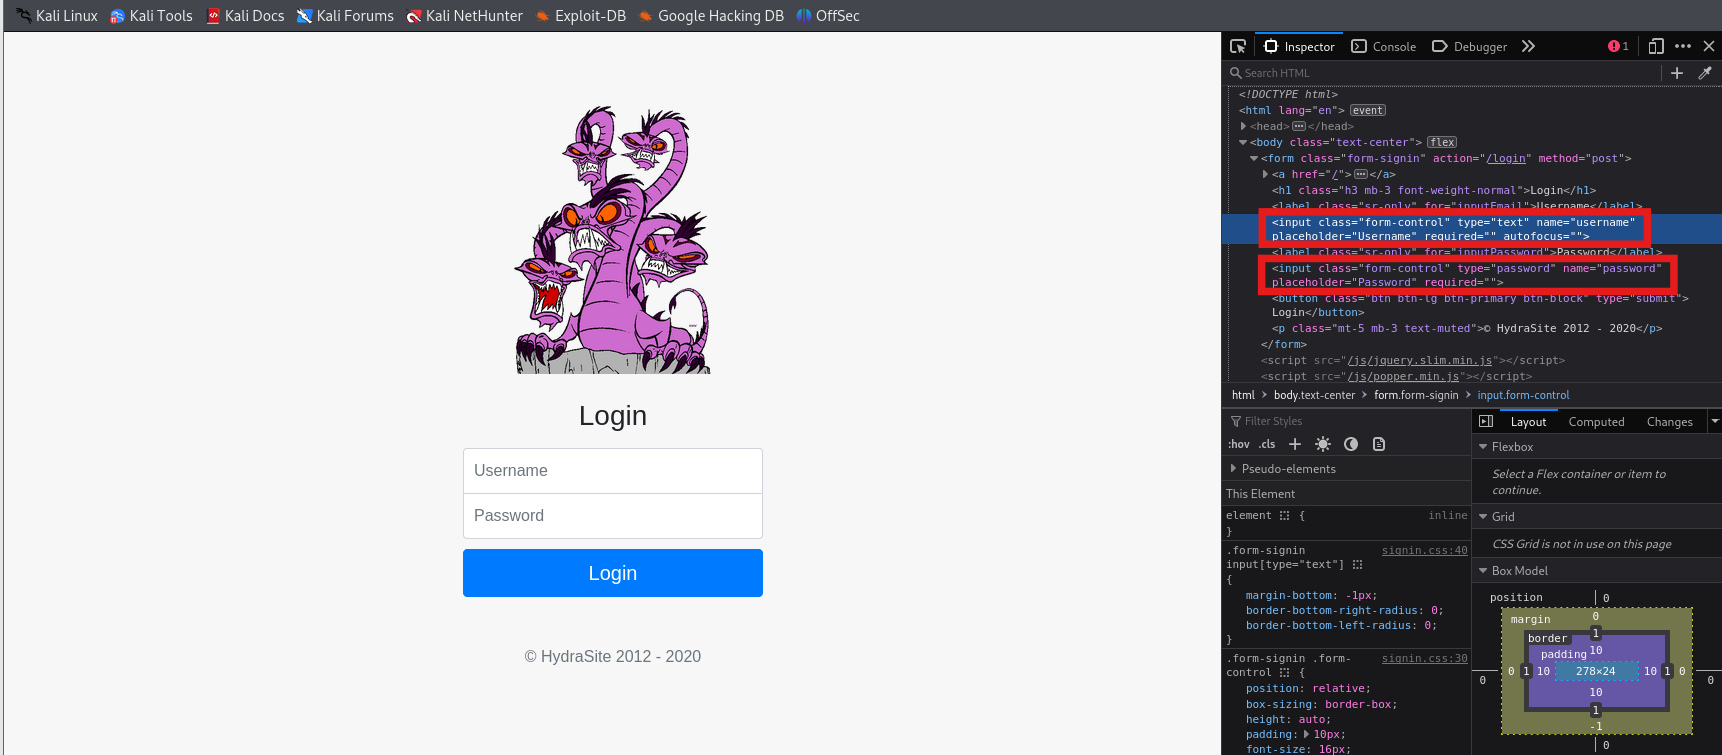 Kali Linux Kali Tools Kali Docs Kali Forums Kali NetHunter Exploit-DB Google Hacking DB OffSec
Login
Username
Password
Login
© HydraSite 2012 - 2020
Inspector Console Debugger 1
Search HTML
<!DOCTYPE html>
<html lang="en"> event
<head> </head>
<body class="text-center"> flex
<form class="form-signin" action="/login" method="post">
<a href="/"> </a>
<h1 class="h3 mb-3 font-weight-normal">Login</h1>
<label class="sr-only" for="inputEmail">Username</label>
<input class="form-control" type="text" name="username"
placeholder="Username" required="" autofocus="">
<label class="sr-only" for="inputPassword">Password</label>
<input class="form-control" type="password" name="password"
placeholder="Password" required="">
<button class="btn btn-lg btn-primary btn-block" type="submit">
Login</button>
<p class="mt-5 mb-3 text-muted">© HydraSite 2012 - 2020</p>
</form>
<script src="/js/jquery.slim.min.js"></script>
<script src="/js/popper.min.js"></script>
html body.text-center form.form-signin input.form-control
Filter Styles
:hov .cls
Pseudo-elements
This Element
element { inline
}
.form-signin signin.css:40
input[type="text"]
{
margin-bottom: -1px;
border-bottom-right-radius: 0;
border-bottom-left-radius: 0;
}
.form-signin .form- signin.css:30
control {
position: relative;
box-sizing: border-box;
height: auto;
padding: 10px;
font-size: 16px;
Layout Computed Changes
Flexbox
Select a Flex container or item to
continue.
Grid
CSS Grid is not in use on this page
Box Model
position 0
margin 0
border 1
padding 10
0 0 1 10 278×24 10 1 0 0
10
1
-1
0